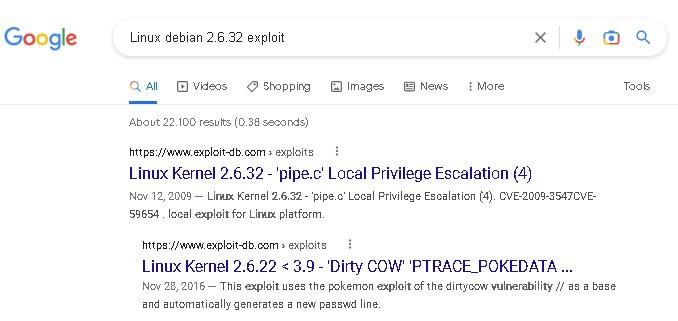 Google
Linux debian 2.6.32 exploit
All Videos Shopping Images News More Tools
About 22.100 results (0.38 seconds)
https://www.exploit-db.com › exploits
Linux Kernel 2.6.32 - 'pipe.c' Local Privilege Escalation (4)
Nov 12, 2009 — Linux Kernel 2.6.32 - 'pipe.c' Local Privilege Escalation (4). CVE-2009-3547CVE-
59654 . local exploit for Linux platform.
https://www.exploit-db.com › exploits
Linux Kernel 2.6.22 < 3.9 - 'Dirty COW' 'PTRACE_POKEDATA ...
Nov 28, 2016 — This exploit uses the pokemon exploit of the dirtycow vulnerability // as a base
and automatically generates a new passwd line.